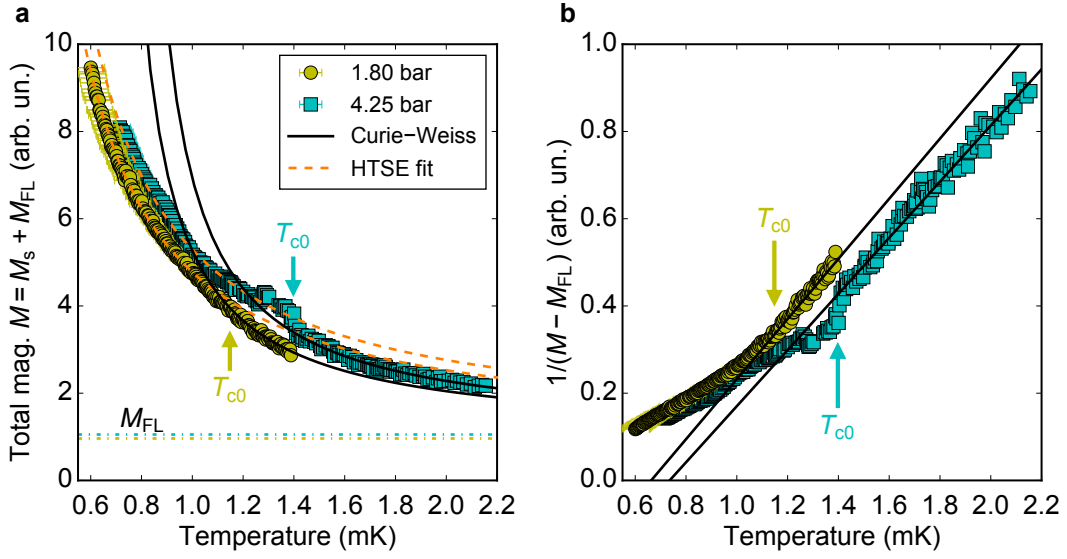 a
Total mag. M = Ms + MFL (arb. un.)
10
8
6
4
2
0
1.80 bar
4.25 bar
Curie−Weiss
HTSE fit
Tc0
Tc0
MFL
0.6 0.8 1.0 1.2 1.4 1.6 1.8 2.0 2.2
Temperature (mK)
b
1/(M − MFL) (arb. un.)
1.0
0.8
0.6
0.4
0.2
0.0
Tc0
Tc0
0.6 0.8 1.0 1.2 1.4 1.6 1.8 2.0 2.2
Temperature (mK)